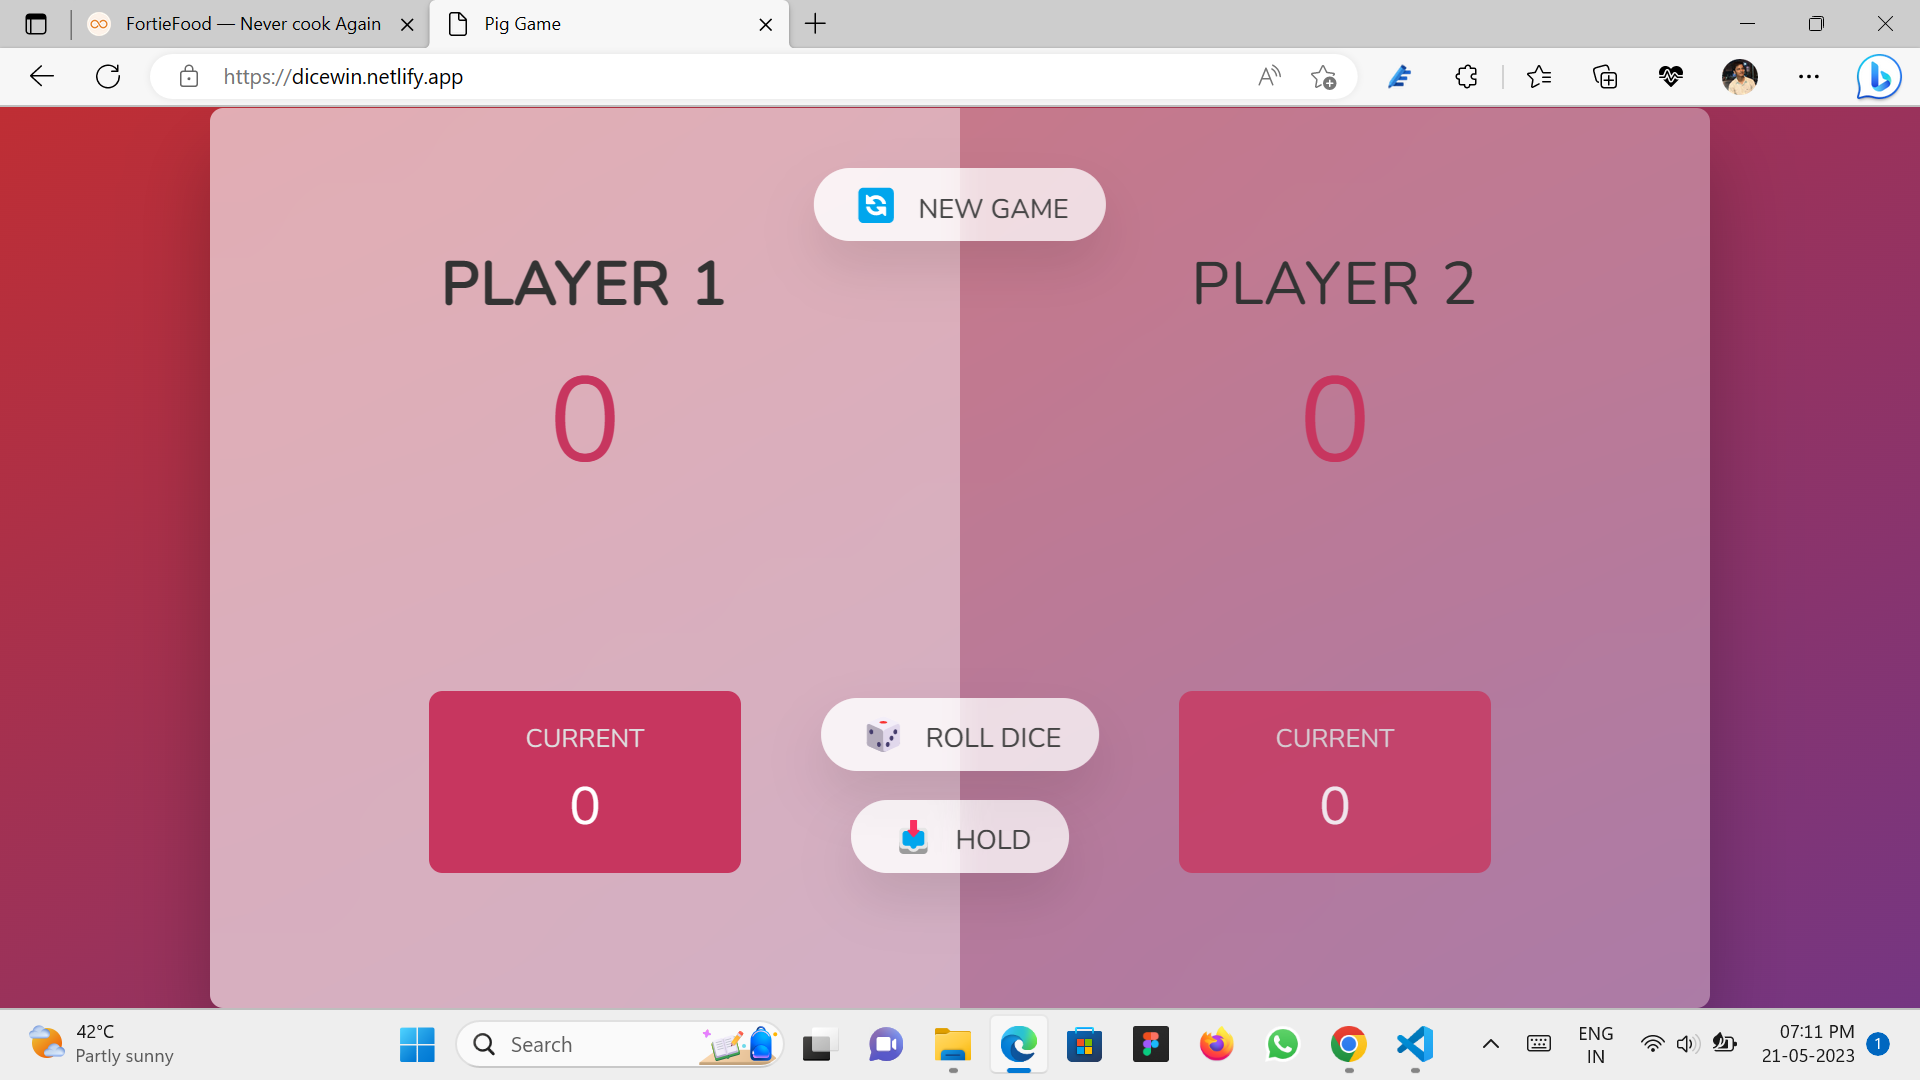 FortieFood — Never cook Again
Pig Game
https://dicewin.netlify.app
NEW GAME
PLAYER 1
PLAYER 2
0
0
CURRENT
0
ROLL DICE
HOLD
CURRENT
0
42°C
Partly sunny
Search
ENG
IN
07:11 PM
21-05-2023
1